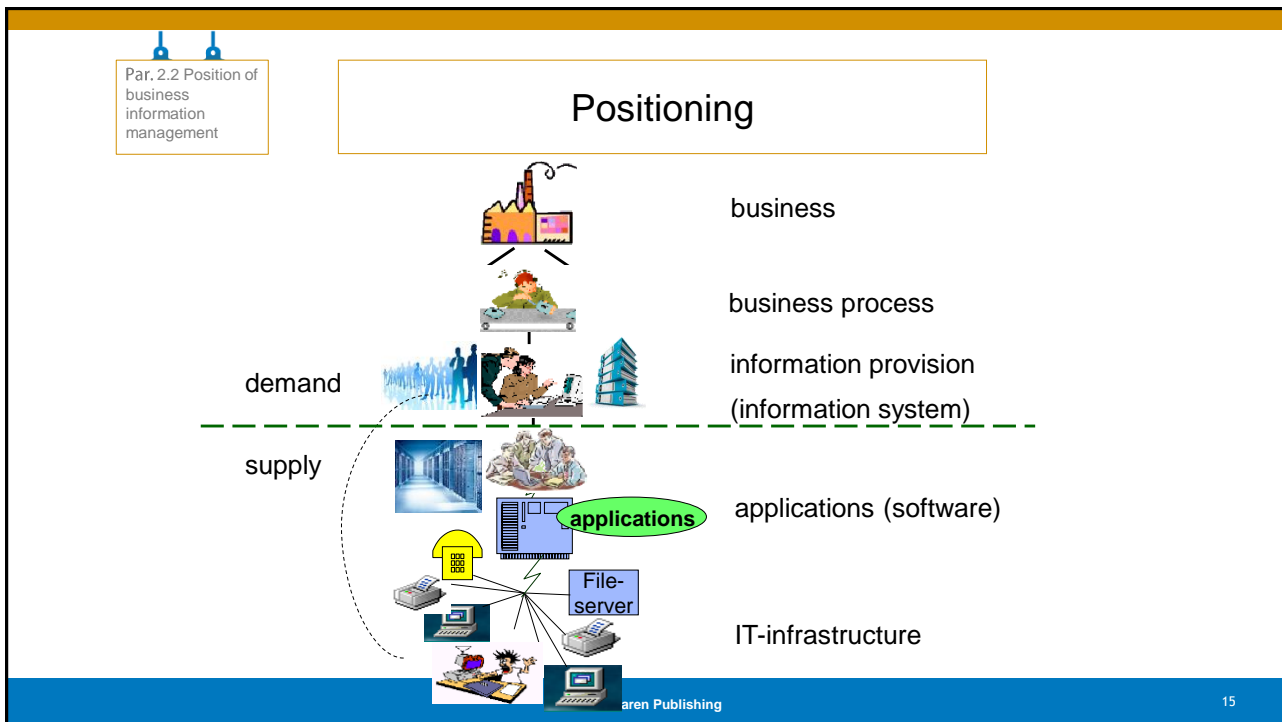 Par. 2.2 Position of
business
information
management
Positioning
business
business process
information provision
(information system)
demand
supply
applications
applications (software)
File-
server
IT-infrastructure
aren Publishing
15